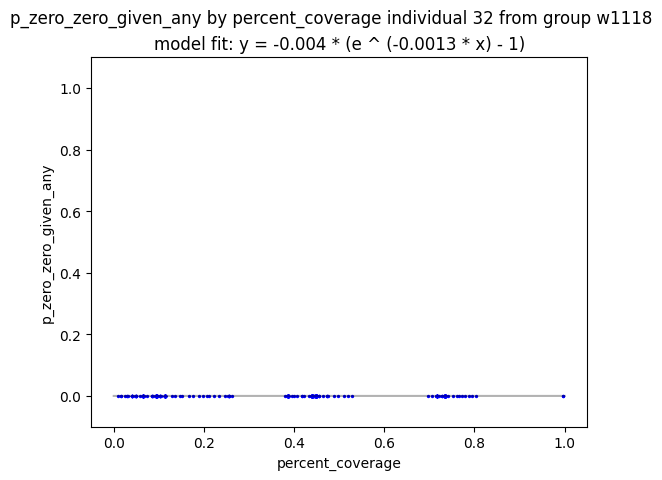 p_zero_zero_given_any by percent_coverage individual 32 from group w1118
model fit: y = -0.004 * (e ^ (-0.0013 * x) - 1)
1.0
0.8
0.6
0.4
0.2
0.0
p_zero_zero_given_any
0.0 0.2 0.4 0.6 0.8 1.0
percent_coverage